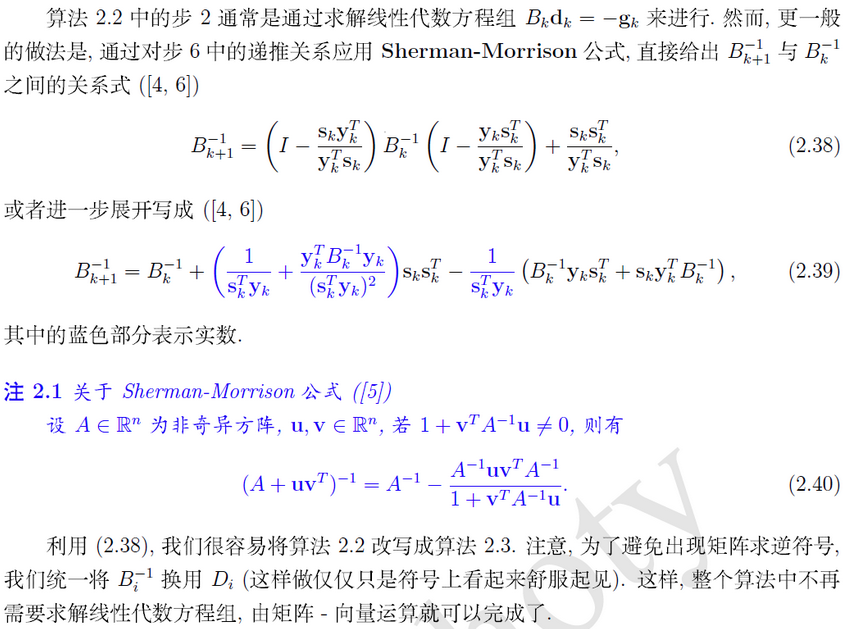 算法 2.2 中的步 2 通常是通过求解线性代数方程组 $B_k\mathbf{d}_k = -\mathbf{g}_k$ 来进行. 然而, 更一般
的做法是, 通过对步 6 中的递推关系应用 Sherman-Morrison 公式, 直接给出 $B_{k+1}^{-1}$ 与 $B_k^{-1}$
之间的关系式 ([4, 6])
$B_{k+1}^{-1} = \left(I - \frac{\mathbf{s}_k\mathbf{y}_k^T}{\mathbf{y}_k^T\mathbf{s}_k}\right) B_k^{-1} \left(I - \frac{\mathbf{y}_k\mathbf{s}_k^T}{\mathbf{y}_k^T\mathbf{s}_k}\right) + \frac{\mathbf{s}_k\mathbf{s}_k^T}{\mathbf{y}_k^T\mathbf{s}_k},$ (2.38)
或者进一步展开写成 ([4, 6])
$B_{k+1}^{-1} = B_k^{-1} + \left(\frac{1}{\mathbf{s}_k^T\mathbf{y}_k} + \frac{\mathbf{y}_k^T B_k^{-1}\mathbf{y}_k}{(\mathbf{s}_k^T\mathbf{y}_k)^2}\right)\mathbf{s}_k\mathbf{s}_k^T - \frac{1}{\mathbf{s}_k^T\mathbf{y}_k}\left(B_k^{-1}\mathbf{y}_k\mathbf{s}_k^T + \mathbf{s}_k\mathbf{y}_k^T B_k^{-1}\right),$ (2.39)
其中的蓝色部分表示实数.
注 2.1 关于 Sherman-Morrison 公式 ([5])
设 $A \in \mathbb{R}^n$ 为非奇异方阵, $\mathbf{u}, \mathbf{v} \in \mathbb{R}^n$, 若 $1 + \mathbf{v}^T A^{-1}\mathbf{u} \neq 0$, 则有
$(A + \mathbf{u}\mathbf{v}^T)^{-1} = A^{-1} - \frac{A^{-1}\mathbf{u}\mathbf{v}^T A^{-1}}{1 + \mathbf{v}^T A^{-1}\mathbf{u}}.$ (2.40)
利用 (2.38), 我们很容易将算法 2.2 改写成算法 2.3. 注意, 为了避免出现矩阵求逆符号,
我们统一将 $B_i^{-1}$ 换用 $D_i$ (这样做仅仅只是符号上看起来舒服起见). 这样, 整个算法中不再
需要求解线性代数方程组, 由矩阵 - 向量运算就可以完成了.